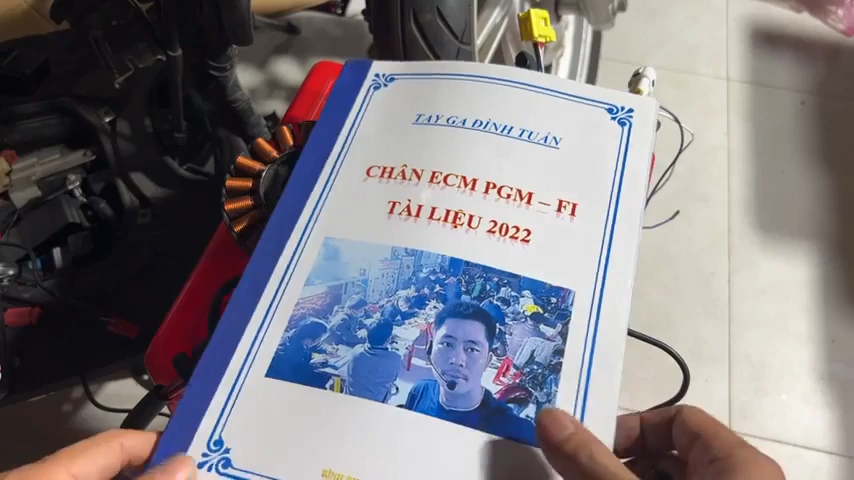 TAY GA ĐÌNH TUẤN
CHÂN ECM PGM – FI
TÀI LIỆU 2022